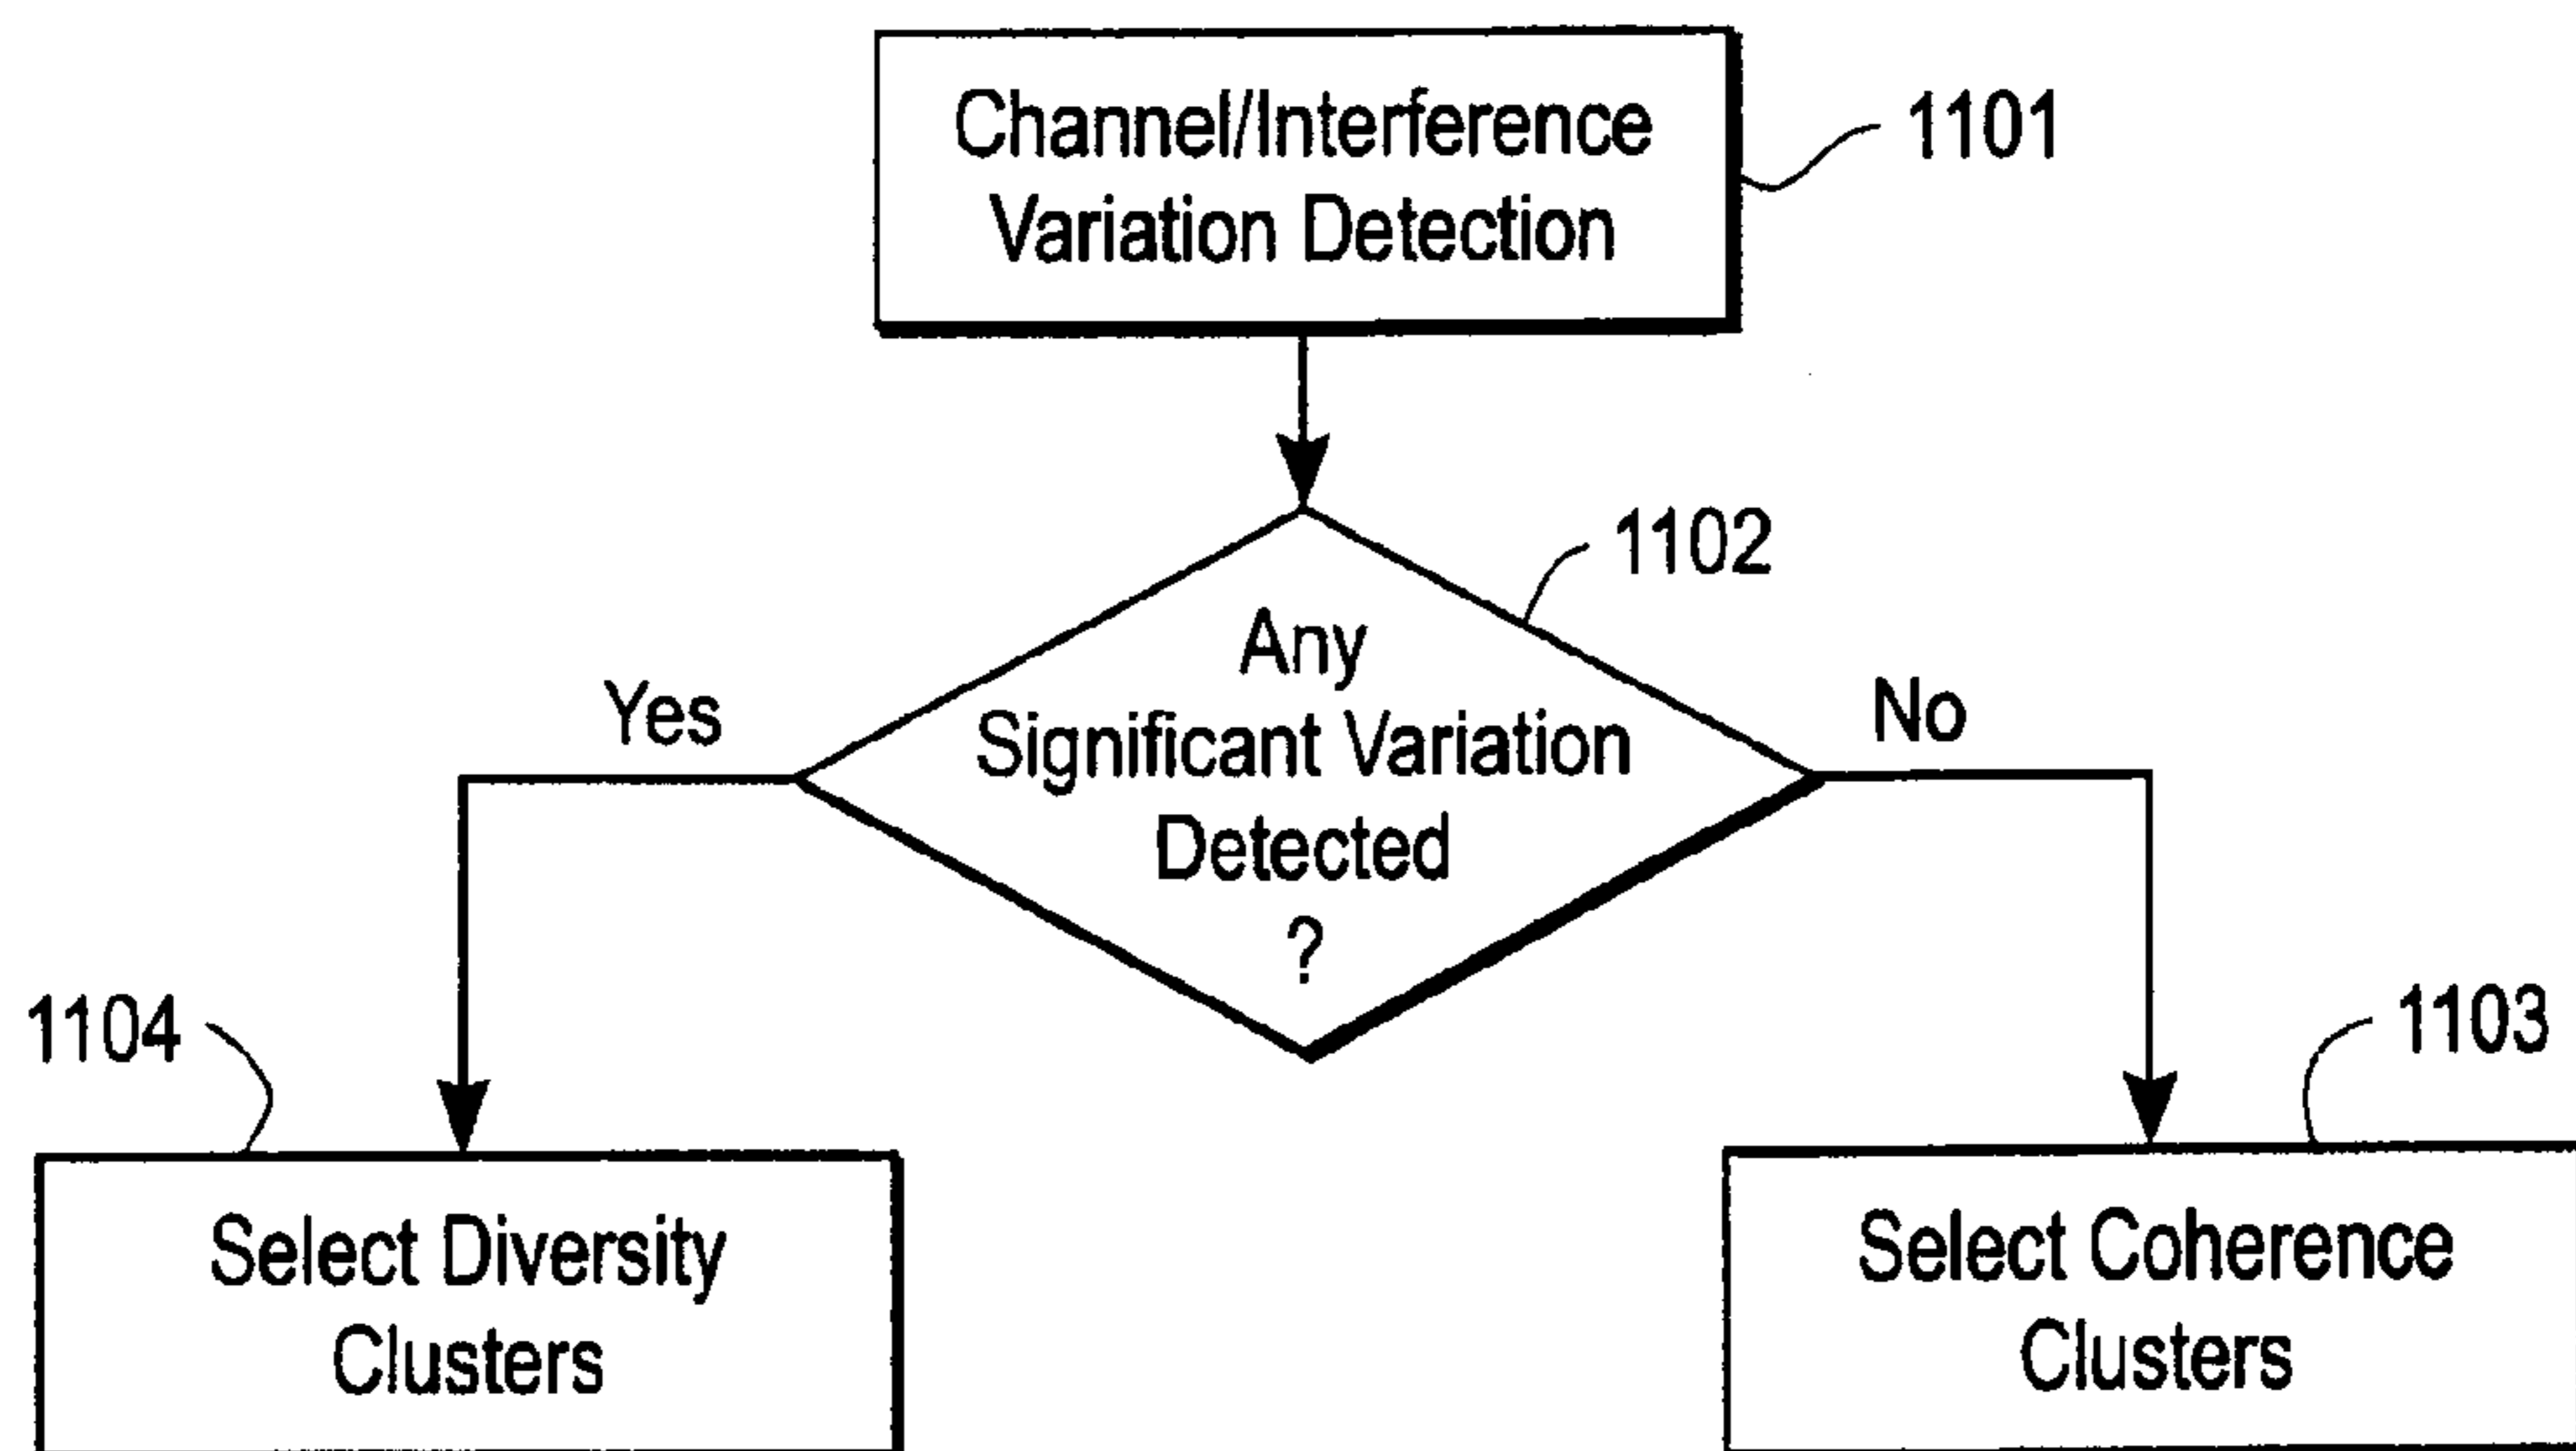 Channel/Interference
Variation Detection
1101
1102
Any
Significant Variation
Detected
?
Yes
No
1104
1103
Select Diversity
Clusters
Select Coherence
Clusters